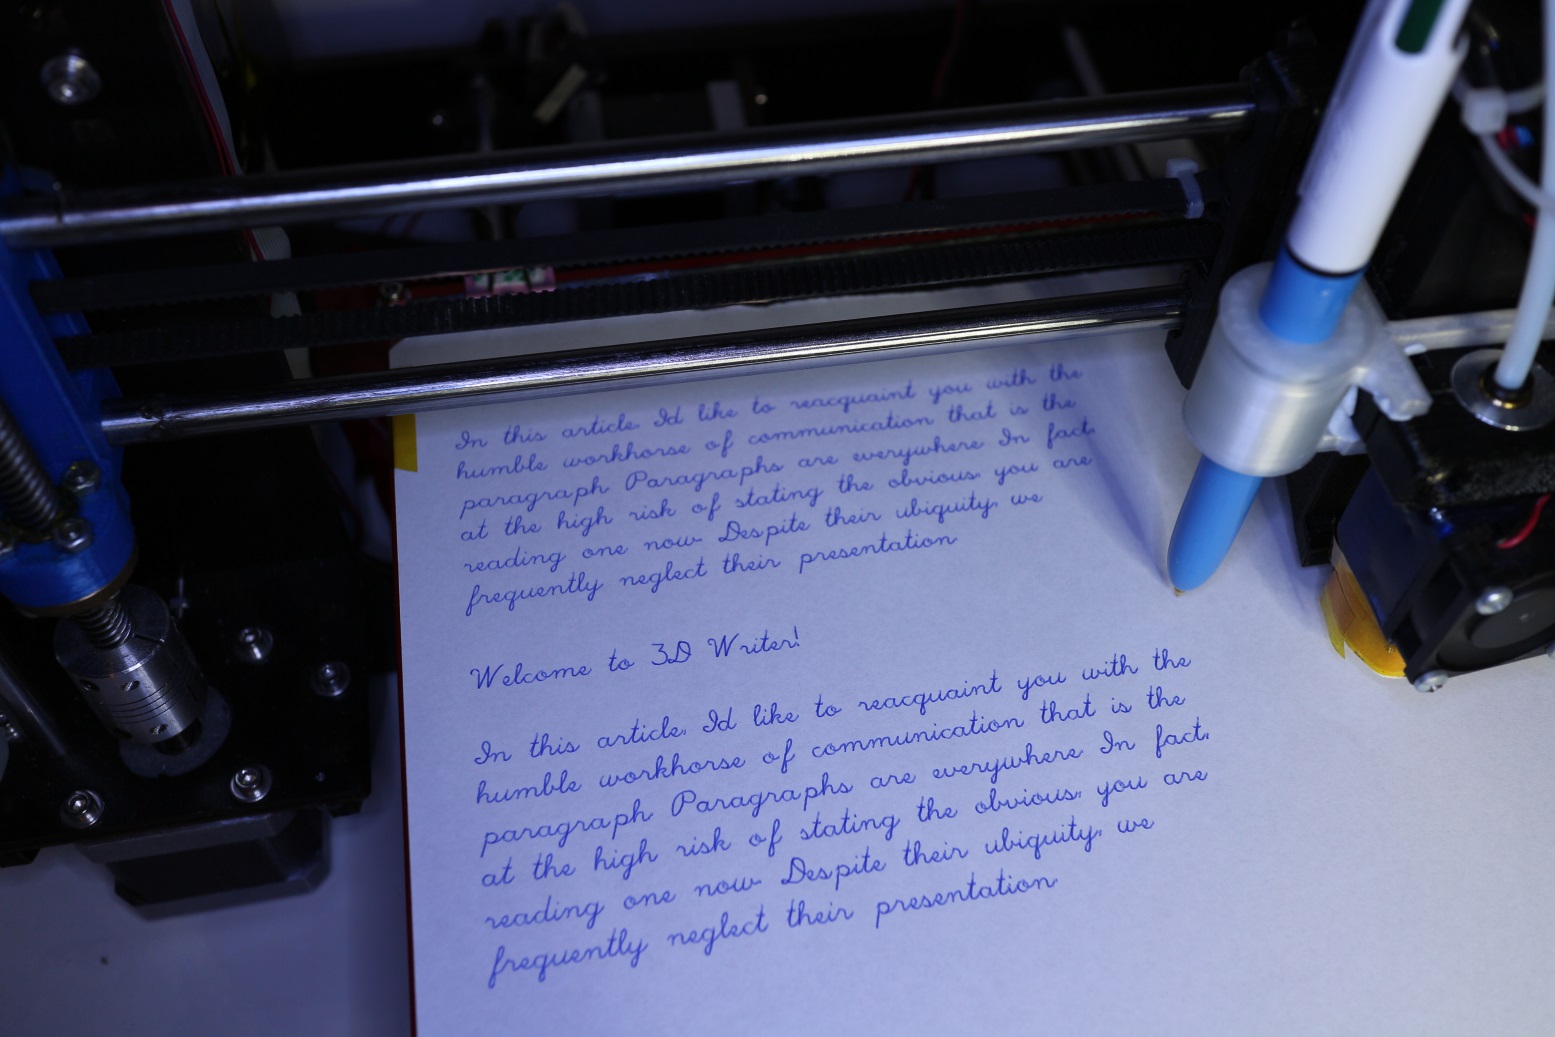 In this article, Id like to reacquaint you with the
humble workhorse of communication that is the
paragraph Paragraphs are everywhere In fact,
at the high risk of stating the obvious, you are
reading one now Despite their ubiquity, we
frequently neglect their presentation
Welcome to 3D Writer!
In this article, Id like to reacquaint you with the
humble workhorse of communication that is the
paragraph Paragraphs are everywhere In fact,
at the high risk of stating the obvious, you are
reading one now Despite their ubiquity, we
frequently neglect their presentation